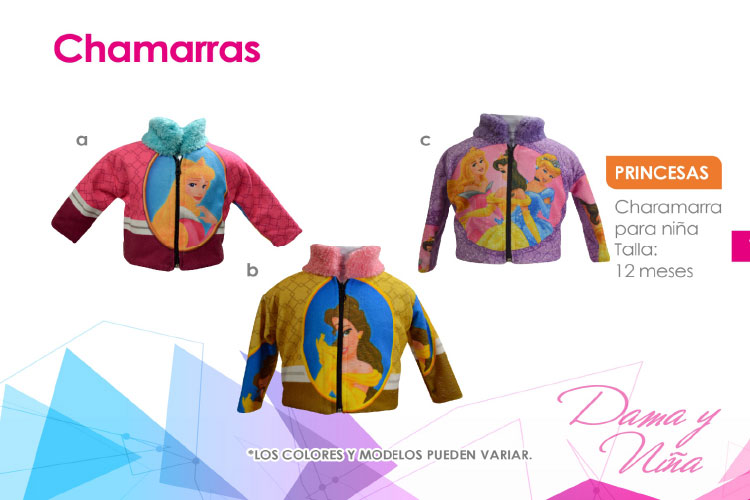 Chamarras
a
c
PRINCESAS
Charamarra
para niña
Talla:
12 meses
b
Dama y
Niña
*LOS COLORES Y MODELOS PUEDEN VARIAR.